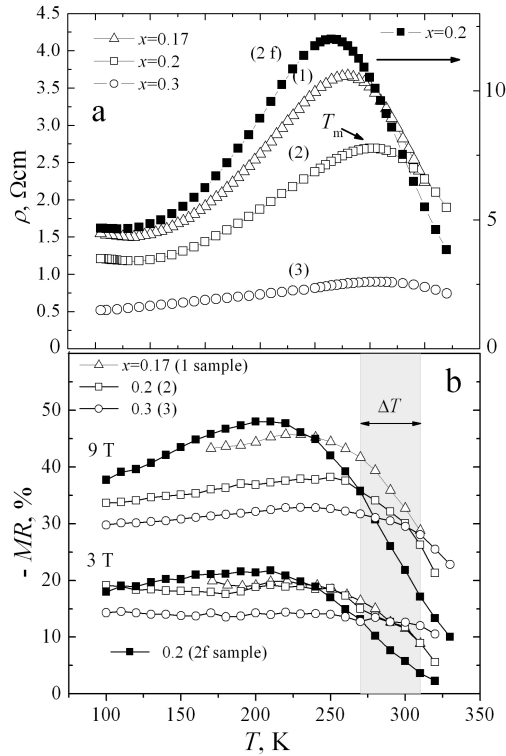 4.5
4.0
3.5
3.0
2.5
2.0
1.5
1.0
0.5
0
ρ, Ωcm
x=0.17
x=0.2
x=0.3
a
(2 f)
(1)
(2)
(3)
T_m
x=0.2
10
5
0
x=0.17 (1 sample)
0.2 (2)
0.3 (3)
b
ΔT
9 T
3 T
0.2 (2f sample)
50
40
30
20
10
0
- MR, %
100 150 200 250 300 350
T, K